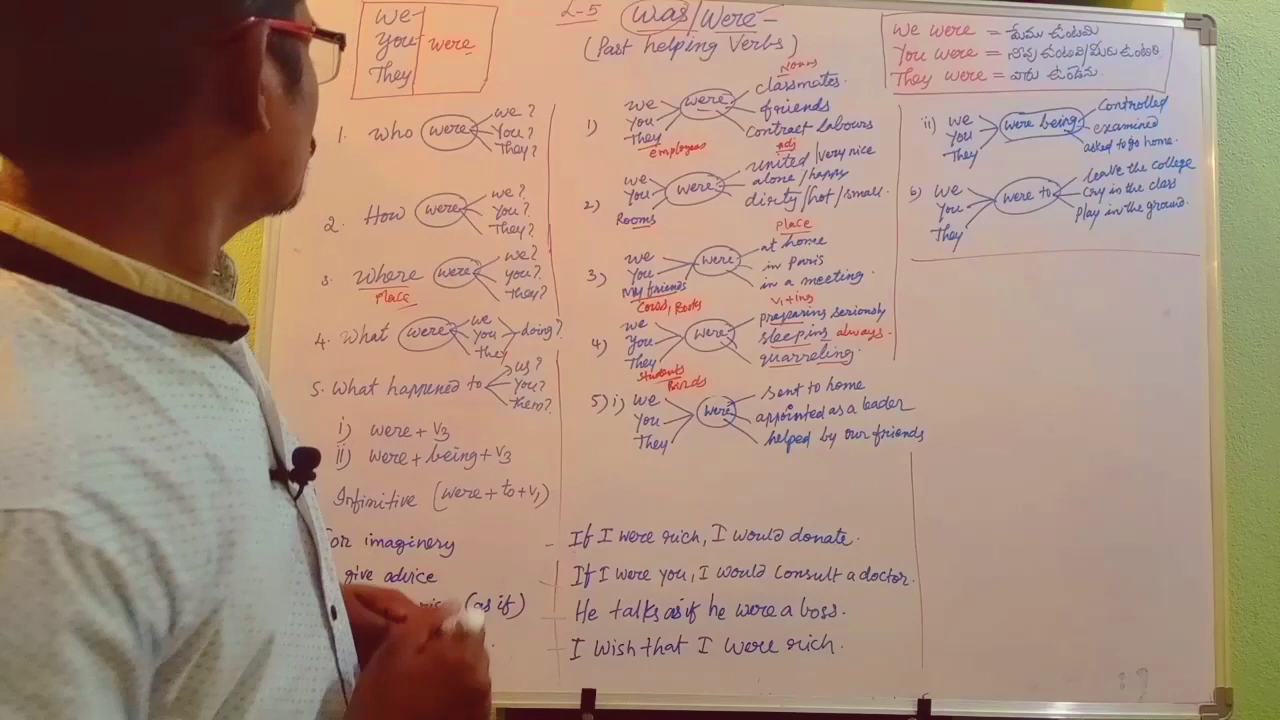 L-5 Was/Were -
(Past helping Verbs)
We
You
They
were
We were = మేము ఉంటిమి
You were = నీవు ఉంటివి/మీరు ఉంటిరి
They were = వారు ఉండెను
1. Who were we?
You?
They?
2. How were we?
You?
They?
3. Where were we?
you?
they?
Place
4. What were we
you
they
doing?
5. What happened to us?
You?
them?
i) were + V3
ii) were + being + V3
Infinitive (were + to + V1)
For imaginery
give advice
(as if)
Nouns
1) We
You
They
employees
were
classmates.
friends
contract labours
adj
2) We
You
Rooms
were
united/very nice
alone/happy
dirty/hot/small.
Place
3) We
You
My friends
Cows, Books
were
at home
in paris
in a meeting.
V1+ing
4) We
You
They
Students
were
preparing seriously
sleeping always.
quarreling.
Birds
5) i) We
You
They
were
sent to home
appointed as a leader
helped by our friends
ii) We
You
They
were being
Controlled
examined
asked to go home.
6) We
You
They
were to
leave the college
Cry in the class
Play in the ground.
- If I were rich, I would donate.
- If I were you, I would consult a doctor.
- He talks as if he were a boss.
- I wish that I were rich.